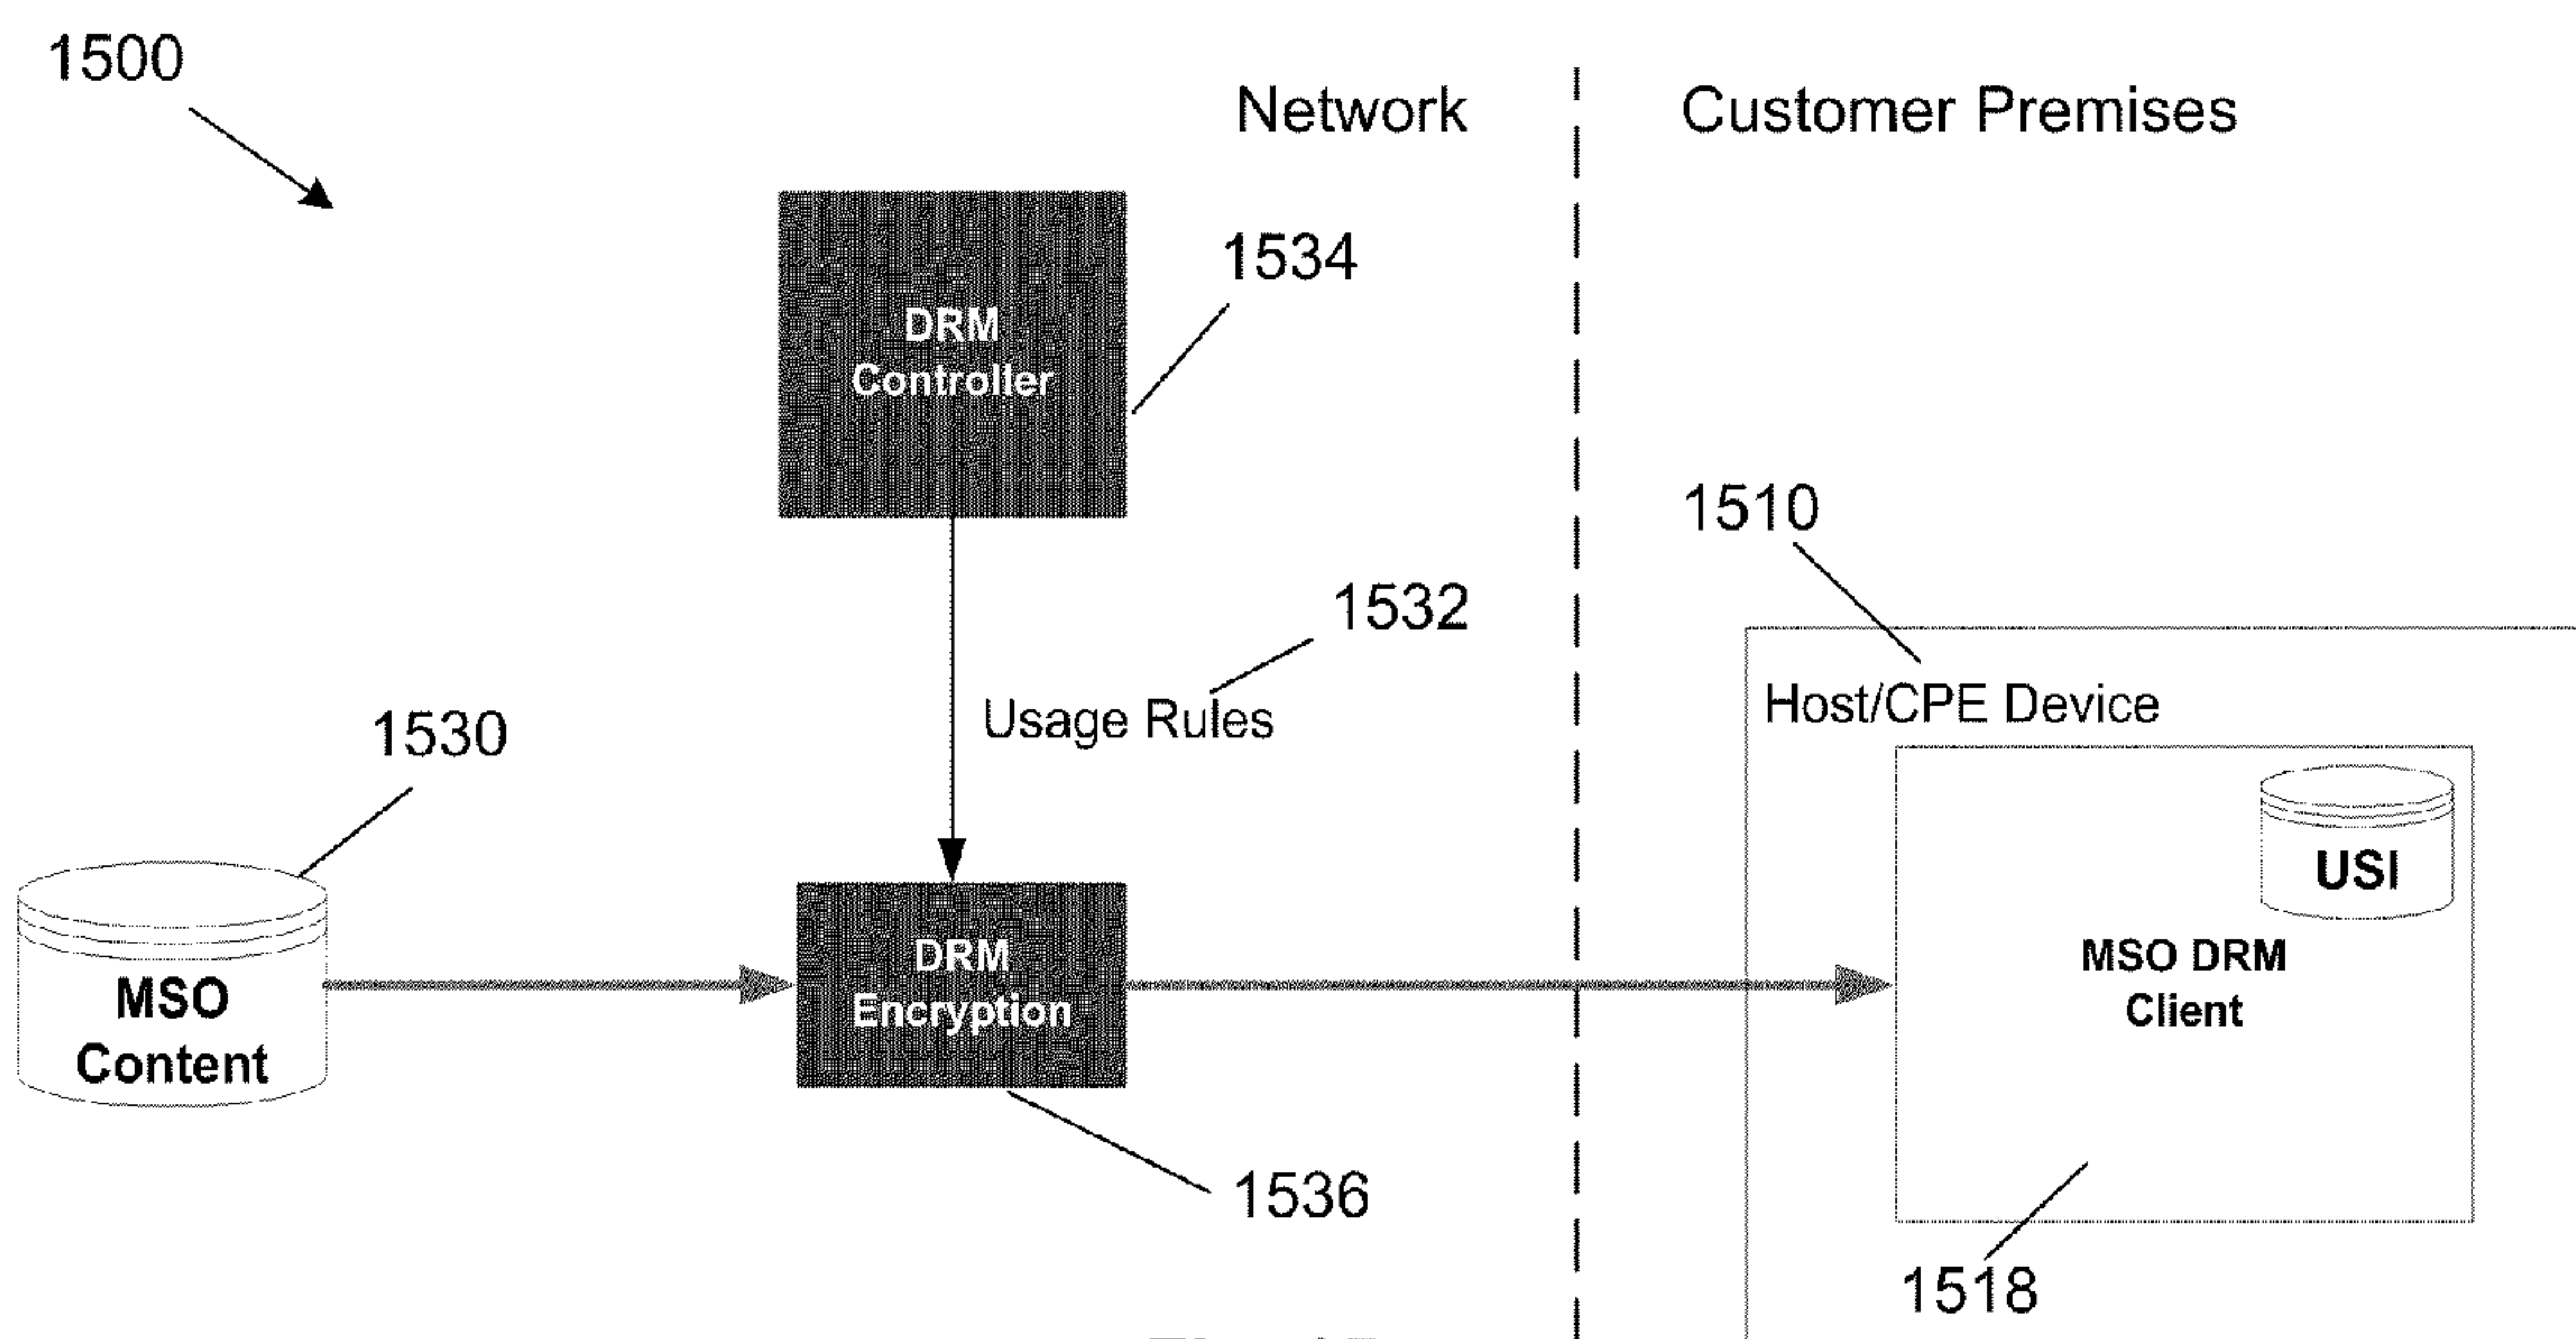 1500
Network
Customer Premises
DRM
Controller
1534
1510
1532
Usage Rules
Host/CPE Device
1530
USI
MSO
Content
DRM
Encryption
MSO DRM
Client
1536
1518